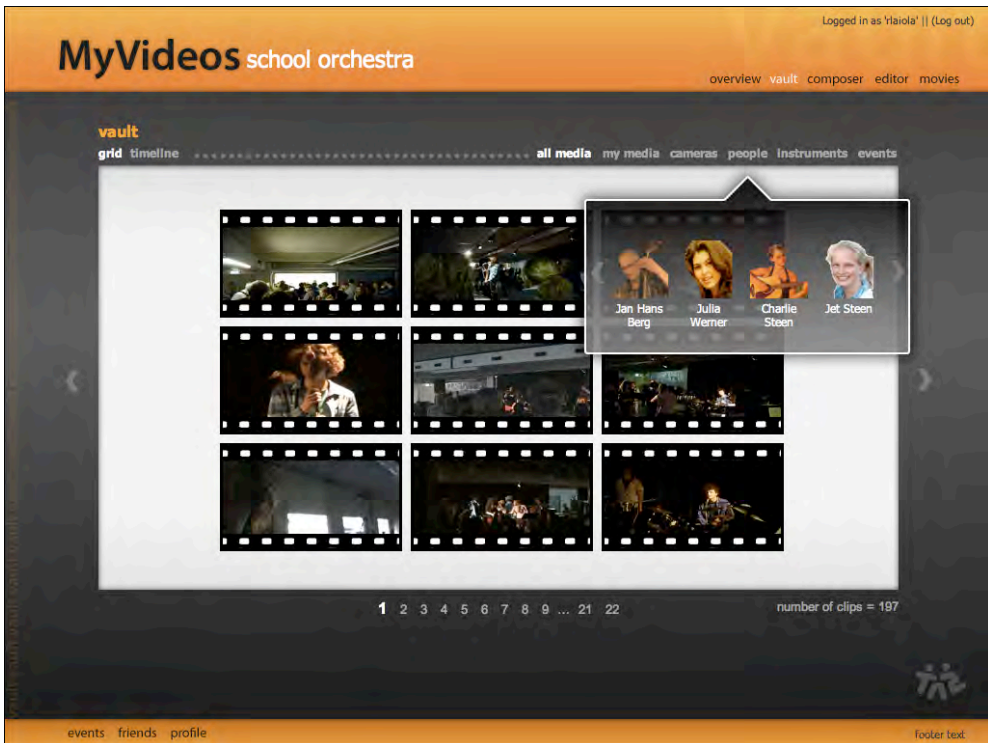 Logged in as 'rlaiola' || (Log out)
MyVideos school orchestra
overview vault composer editor movies
vault
grid timeline all media my media cameras people instruments events
Jan Hans Berg
Julia Werner
Charlie Steen
Jet Steen
1 2 3 4 5 6 7 8 9 ... 21 22
number of clips = 197
events friends profile
footer text